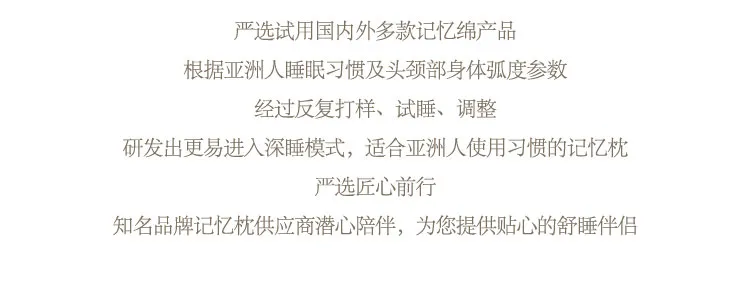 严选试用国内外多款记忆绵产品
根据亚洲人睡眠习惯及头颈部身体弧度参数
经过反复打样、试睡、调整
研发出更易进入深睡模式，适合亚洲人使用习惯的记忆枕
严选匠心前行
知名品牌记忆枕供应商潜心陪伴，为您提供贴心的舒睡伴侣